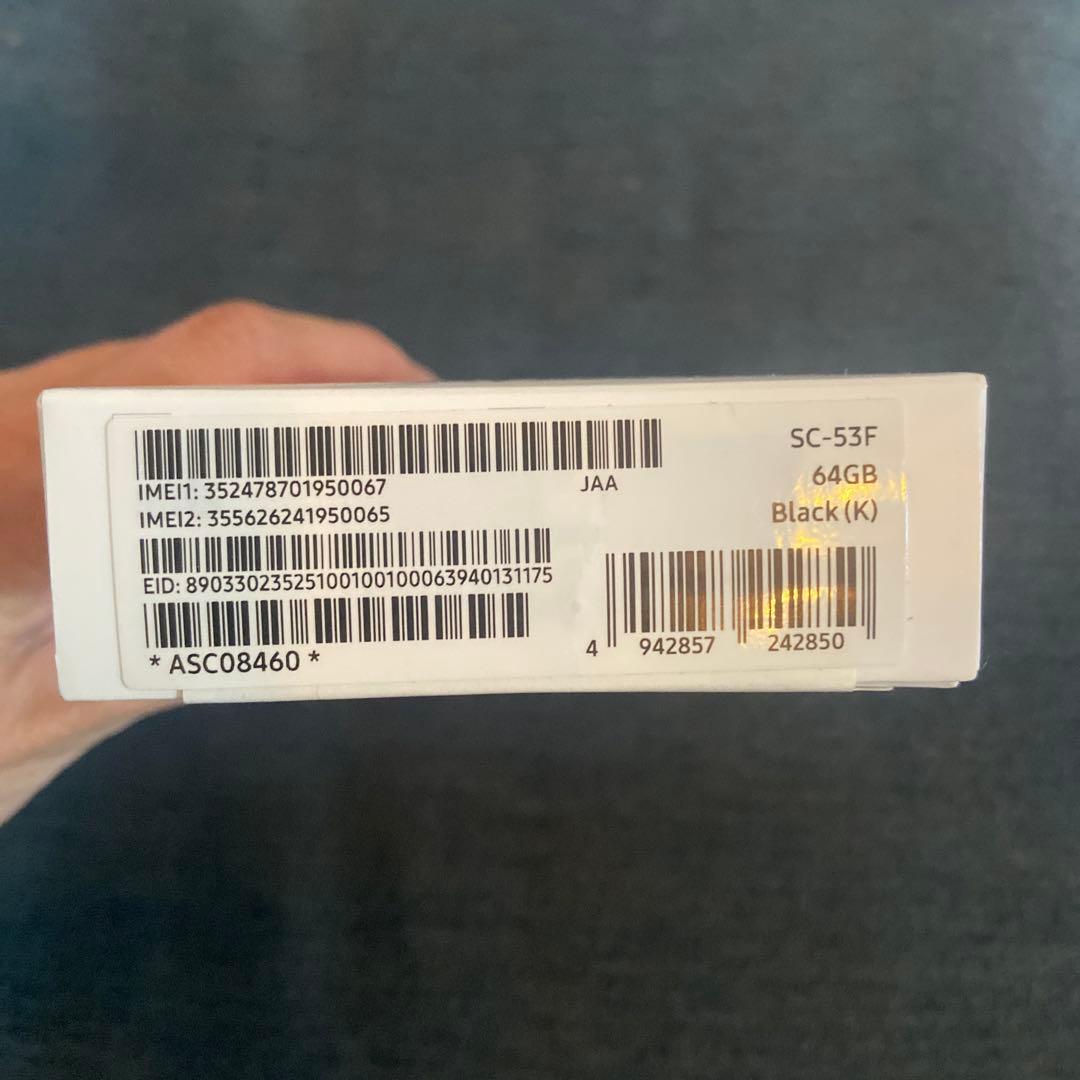 IMEI1: 352478701950067
JAA
IMEI2: 355626241950065
EID: 89033023525100100100063940131175
* ASC08460 *
SC-53F
64GB
Black (K)
4 942857 242850